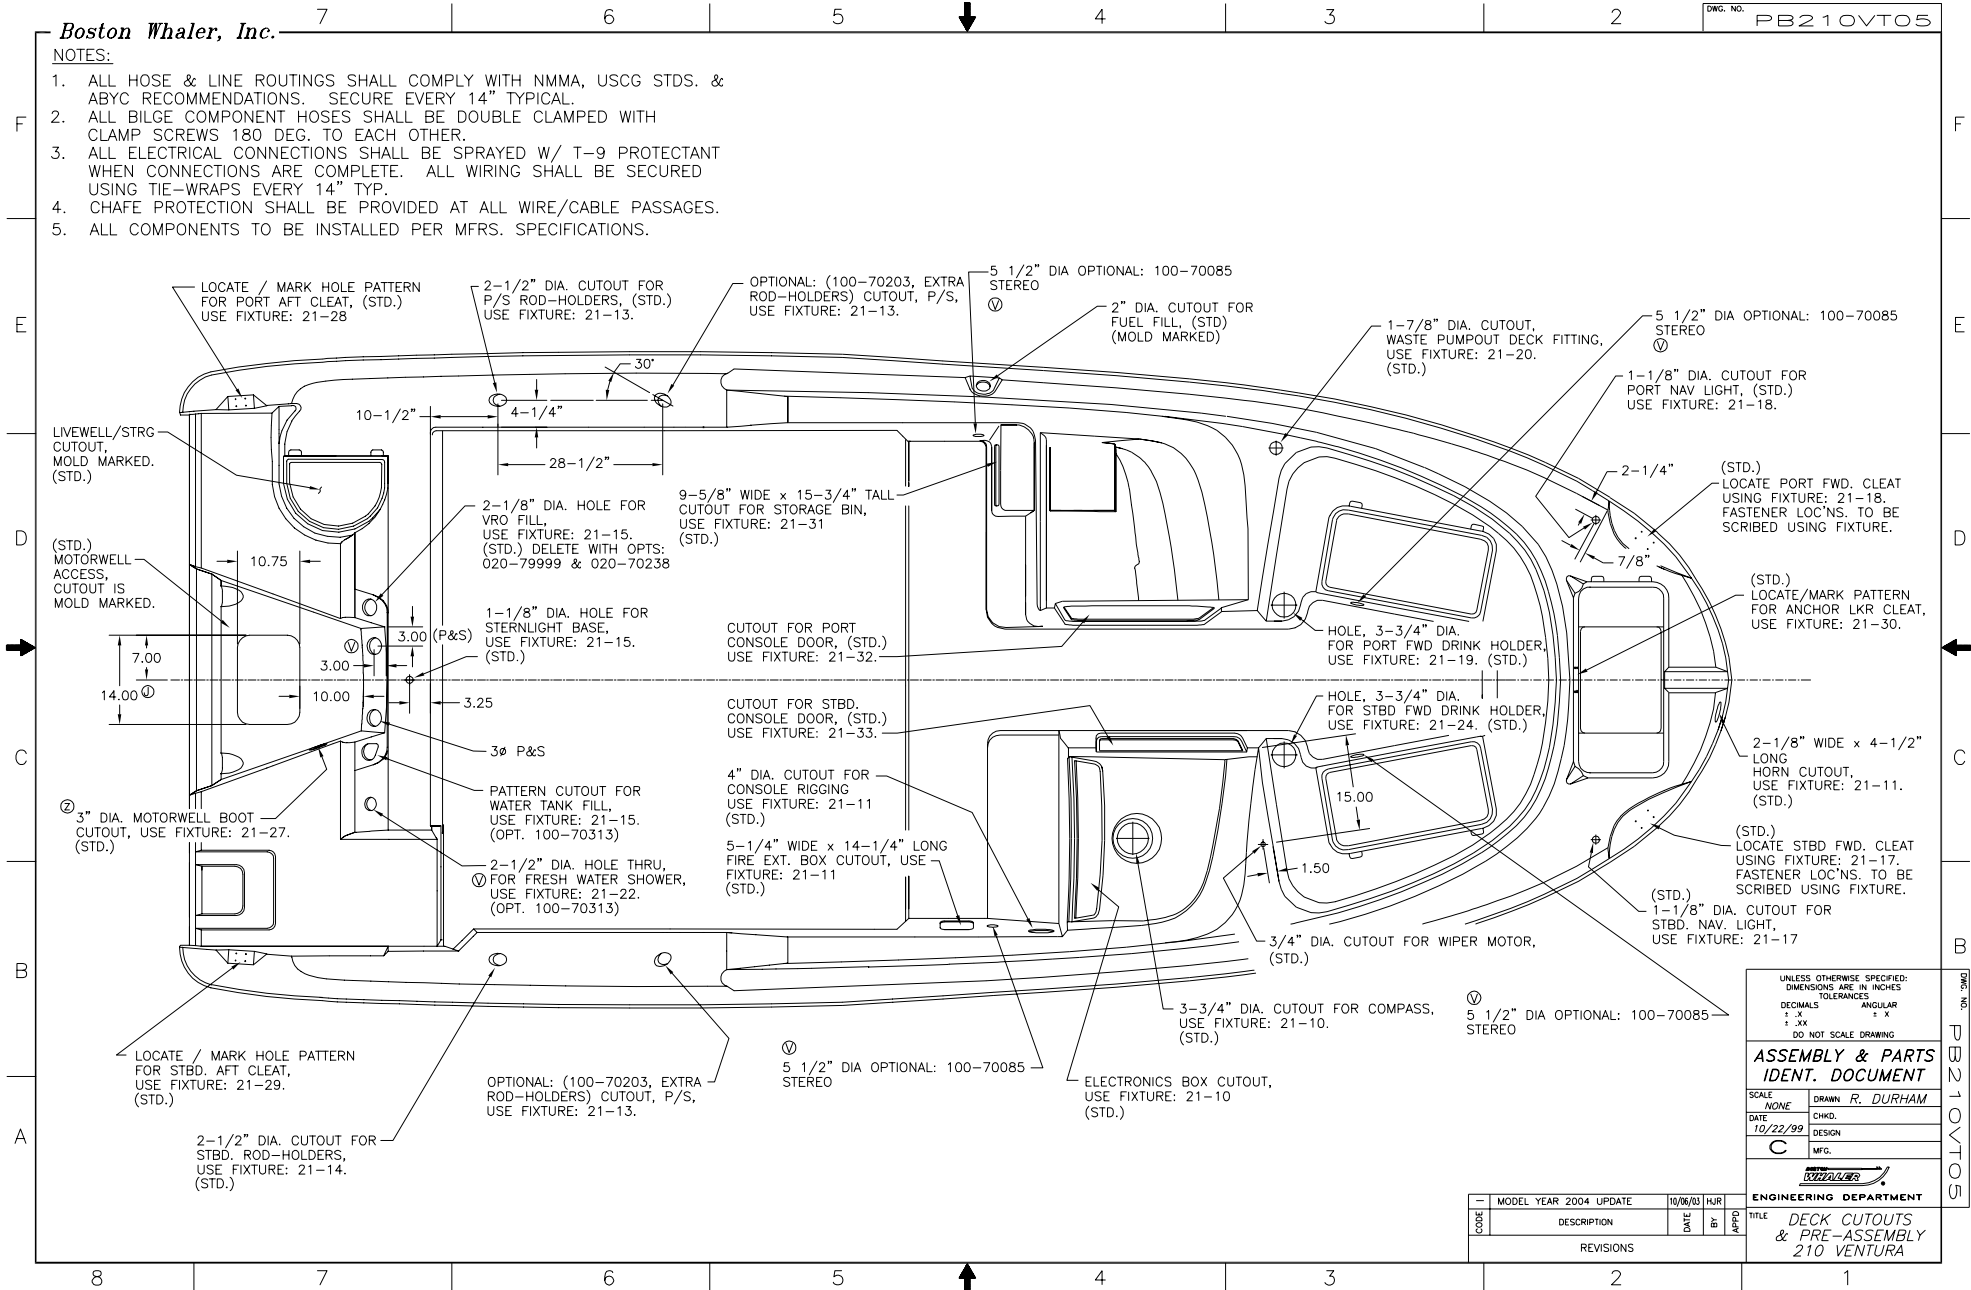 7 6 5 4 3 2
DWG. NO.
PB210VT05
Boston Whaler, Inc.
NOTES:
1. ALL HOSE & LINE ROUTINGS SHALL COMPLY WITH NMMA, USCG STDS. &
ABYC RECOMMENDATIONS. SECURE EVERY 14" TYPICAL.
2. ALL BILGE COMPONENT HOSES SHALL BE DOUBLE CLAMPED WITH
CLAMP SCREWS 180 DEG. TO EACH OTHER.
3. ALL ELECTRICAL CONNECTIONS SHALL BE SPRAYED W/ T-9 PROTECTANT
WHEN CONNECTIONS ARE COMPLETE. ALL WIRING SHALL BE SECURED
USING TIE-WRAPS EVERY 14" TYP.
4. CHAFE PROTECTION SHALL BE PROVIDED AT ALL WIRE/CABLE PASSAGES.
5. ALL COMPONENTS TO BE INSTALLED PER MFRS. SPECIFICATIONS.
F F
E E
D D
C C
B B
A
LOCATE / MARK HOLE PATTERN
FOR PORT AFT CLEAT, (STD.)
USE FIXTURE: 21-28
2-1/2" DIA. CUTOUT FOR
P/S ROD-HOLDERS, (STD.)
USE FIXTURE: 21-13.
OPTIONAL: (100-70203, EXTRA
ROD-HOLDERS) CUTOUT, P/S,
USE FIXTURE: 21-13.
5 1/2" DIA OPTIONAL: 100-70085
STEREO
V
2" DIA. CUTOUT FOR
FUEL FILL, (STD)
(MOLD MARKED)
1-7/8" DIA. CUTOUT,
WASTE PUMPOUT DECK FITTING,
USE FIXTURE: 21-20.
(STD.)
5 1/2" DIA OPTIONAL: 100-70085
STEREO
V
1-1/8" DIA. CUTOUT FOR
PORT NAV LIGHT, (STD.)
USE FIXTURE: 21-18.
30°
10-1/2"
4-1/4"
28-1/2"
LIVEWELL/STRG
CUTOUT,
MOLD MARKED.
(STD.)
2-1/4"
(STD.)
LOCATE PORT FWD. CLEAT
USING FIXTURE: 21-18.
FASTENER LOC'NS. TO BE
SCRIBED USING FIXTURE.
9-5/8" WIDE x 15-3/4" TALL
CUTOUT FOR STORAGE BIN,
USE FIXTURE: 21-31
(STD.)
2-1/8" DIA. HOLE FOR
VRO FILL,
USE FIXTURE: 21-15.
(STD.) DELETE WITH OPTS:
020-79999 & 020-70238
(STD.)
MOTORWELL
ACCESS,
CUTOUT IS
MOLD MARKED.
10.75
7/8"
(STD.)
LOCATE/MARK PATTERN
FOR ANCHOR LKR CLEAT,
USE FIXTURE: 21-30.
1-1/8" DIA. HOLE FOR
STERNLIGHT BASE,
USE FIXTURE: 21-15.
(STD.)
3.00 (P&S)
V
3.00
7.00
14.00 J
10.00
3.25
CUTOUT FOR PORT
CONSOLE DOOR, (STD.)
USE FIXTURE: 21-32.
HOLE, 3-3/4" DIA.
FOR PORT FWD DRINK HOLDER,
USE FIXTURE: 21-19. (STD.)
CUTOUT FOR STBD.
CONSOLE DOOR, (STD.)
USE FIXTURE: 21-33.
HOLE, 3-3/4" DIA.
FOR STBD FWD DRINK HOLDER,
USE FIXTURE: 21-24. (STD.)
3ø P&S
2-1/8" WIDE x 4-1/2"
LONG
HORN CUTOUT,
USE FIXTURE: 21-11.
(STD.)
4" DIA. CUTOUT FOR
CONSOLE RIGGING
USE FIXTURE: 21-11
(STD.)
PATTERN CUTOUT FOR
WATER TANK FILL,
USE FIXTURE: 21-15.
(OPT. 100-70313)
15.00
Z
3" DIA. MOTORWELL BOOT
CUTOUT, USE FIXTURE: 21-27.
(STD.)
5-1/4" WIDE x 14-1/4" LONG
FIRE EXT. BOX CUTOUT, USE
FIXTURE: 21-11
(STD.)
1.50
2-1/2" DIA. HOLE THRU,
V FOR FRESH WATER SHOWER,
USE FIXTURE: 21-22.
(OPT. 100-70313)
(STD.)
LOCATE STBD FWD. CLEAT
USING FIXTURE: 21-17.
FASTENER LOC'NS. TO BE
SCRIBED USING FIXTURE.
(STD.)
1-1/8" DIA. CUTOUT FOR
STBD. NAV. LIGHT,
USE FIXTURE: 21-17
3/4" DIA. CUTOUT FOR WIPER MOTOR,
(STD.)
3-3/4" DIA. CUTOUT FOR COMPASS,
USE FIXTURE: 21-10.
(STD.)
V
5 1/2" DIA OPTIONAL: 100-70085
STEREO
LOCATE / MARK HOLE PATTERN
FOR STBD. AFT CLEAT,
USE FIXTURE: 21-29.
(STD.)
OPTIONAL: (100-70203, EXTRA
ROD-HOLDERS) CUTOUT, P/S,
USE FIXTURE: 21-13.
V
5 1/2" DIA OPTIONAL: 100-70085
STEREO
ELECTRONICS BOX CUTOUT,
USE FIXTURE: 21-10
(STD.)
2-1/2" DIA. CUTOUT FOR
STBD. ROD-HOLDERS,
USE FIXTURE: 21-14.
(STD.)
UNLESS OTHERWISE SPECIFIED:
DIMENSIONS ARE IN INCHES
TOLERANCES
DECIMALS ANGULAR
± .X ± X
± .XX
DO NOT SCALE DRAWING
DWG. NO.
PB210VT05
ASSEMBLY & PARTS
IDENT. DOCUMENT
SCALE
NONE
DRAWN R. DURHAM
DATE
10/22/99
CHKD.
DESIGN
C
MFG.
BOSTON
WHALER
ENGINEERING DEPARTMENT
TITLE
DECK CUTOUTS
& PRE-ASSEMBLY
210 VENTURA
— MODEL YEAR 2004 UPDATE 10/06/03 HJR
CODE DESCRIPTION DATE BY APPD
REVISIONS
8 7 6 5 4 3 2 1